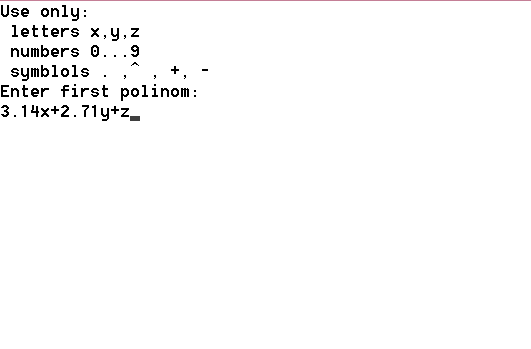 Use only:
letters x,y,z
numbers 0...9
symblols . ,^ , +, -
Enter first polinom:
3.14x+2.71y+z